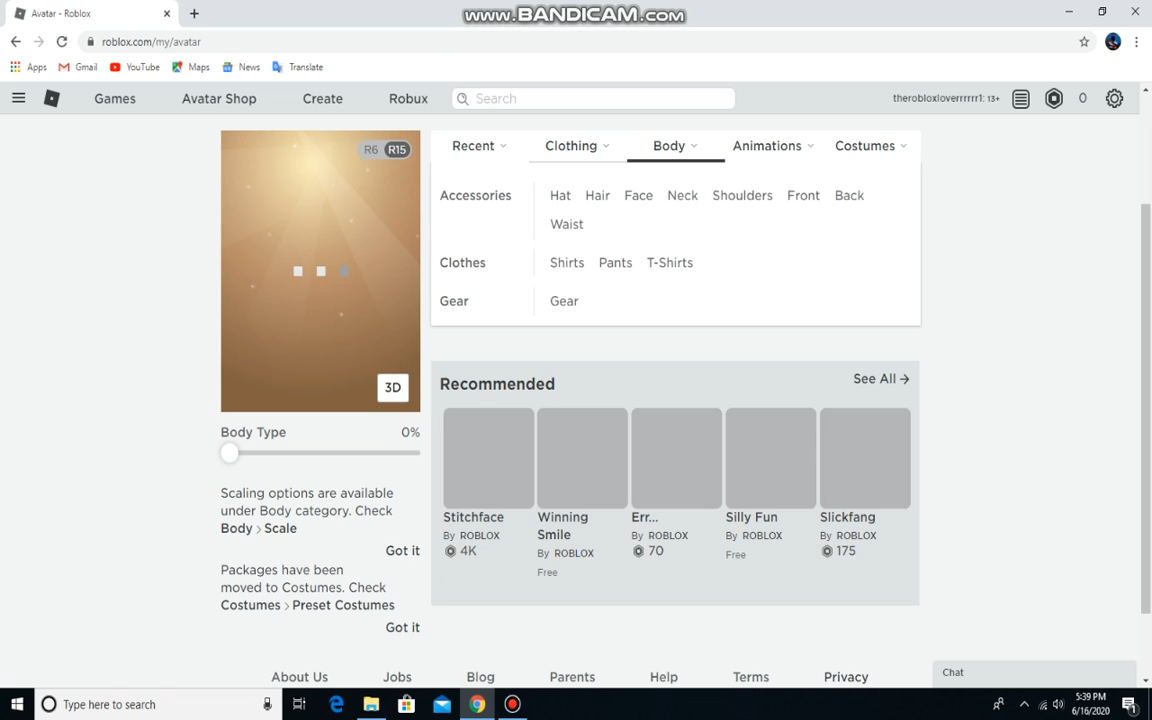 Avatar - Roblox
www.BANDICAM.com
roblox.com/my/avatar
Apps Gmail YouTube Maps News Translate
Games Avatar Shop Create Robux Search therobloxloverrrrrr1: 13+ 0
R6 R15
Recent Clothing Body Animations Costumes
Accessories Hat Hair Face Neck Shoulders Front Back
Waist
Clothes Shirts Pants T-Shirts
Gear Gear
3D
Recommended See All
Body Type 0%
Scaling options are available
under Body category. Check
Body > Scale
Got it
Packages have been
moved to Costumes. Check
Costumes > Preset Costumes
Got it
Stitchface
By ROBLOX
4K
Winning
Smile
By ROBLOX
Free
Err...
By ROBLOX
70
Silly Fun
By ROBLOX
Free
Slickfang
By ROBLOX
175
About Us Jobs Blog Parents Help Terms Privacy
Chat
Type here to search
5:39 PM
6/16/2020
1